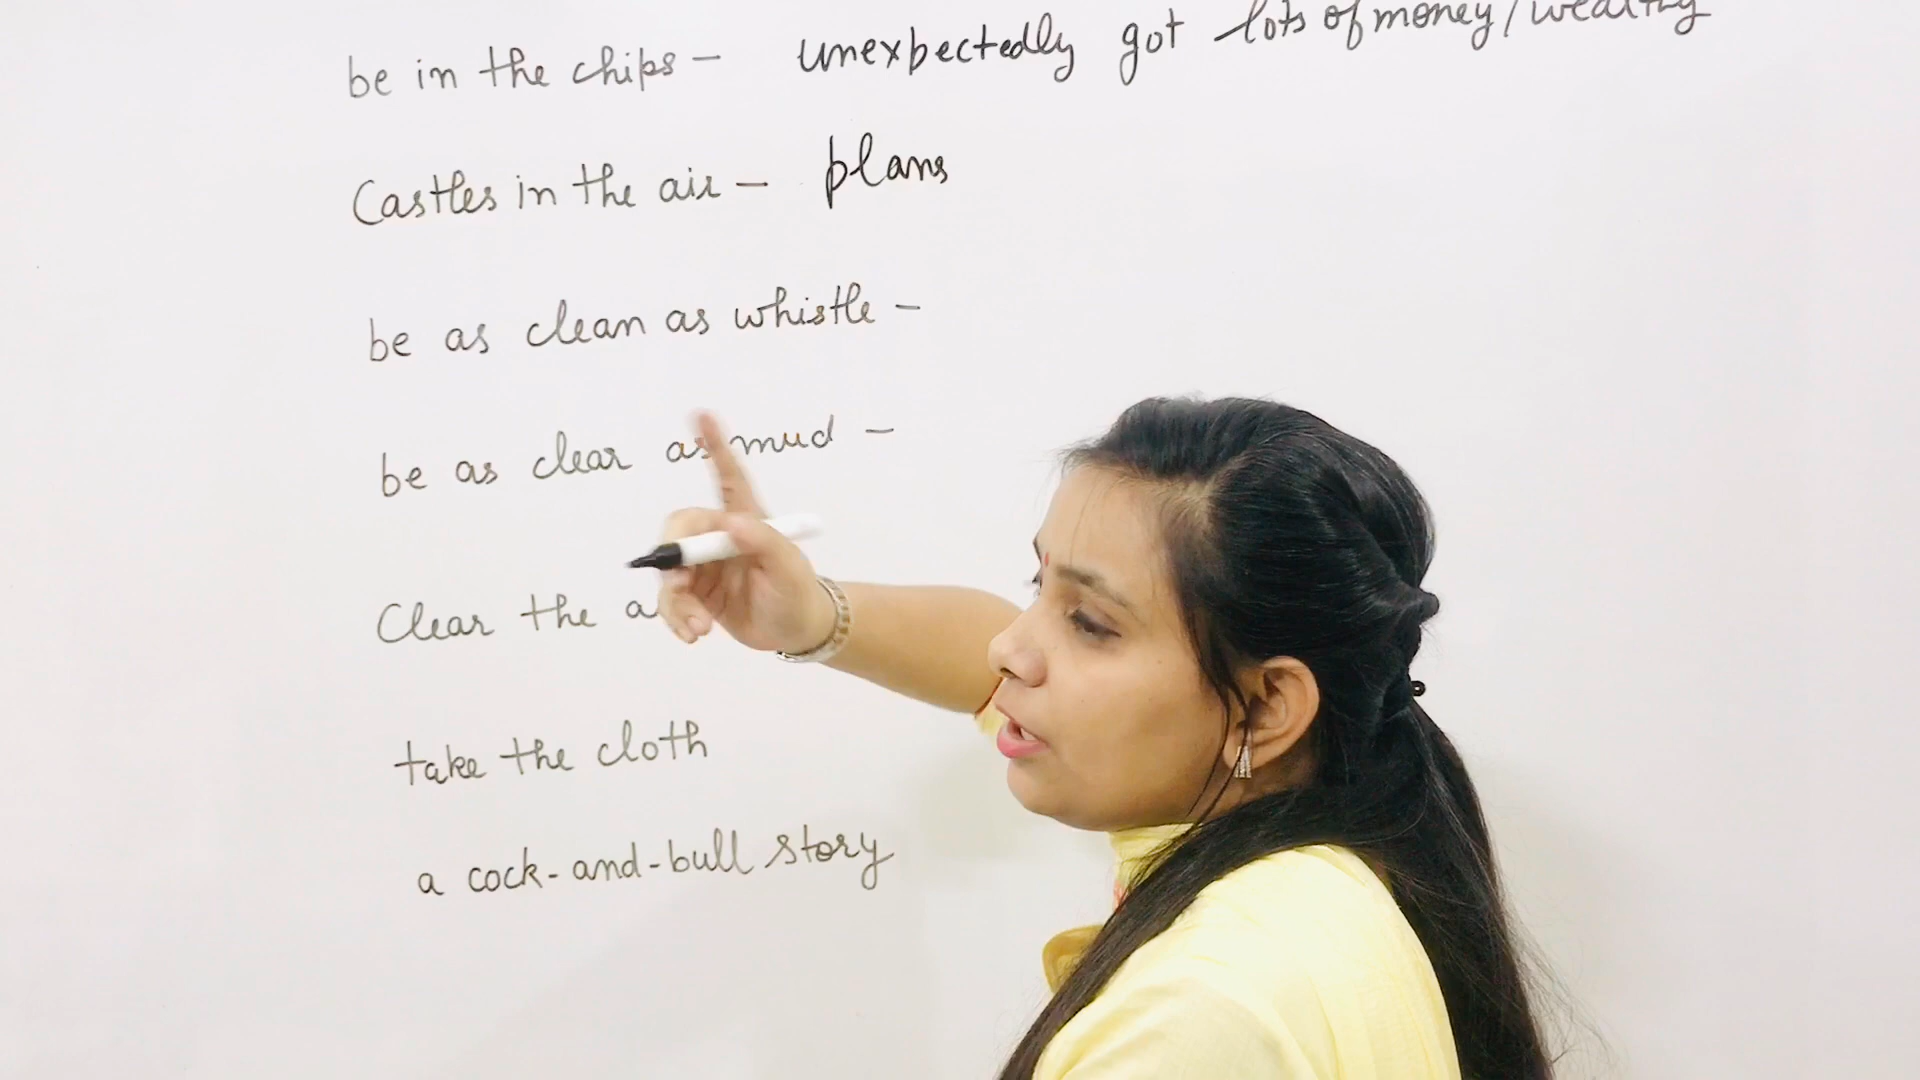 be in the chips - unexpectedly got lots of money/wealthy
Castles in the air - plans
be as clean as whistle -
be as clear as mud -
Clear the
take the cloth
a cock-and-bull story